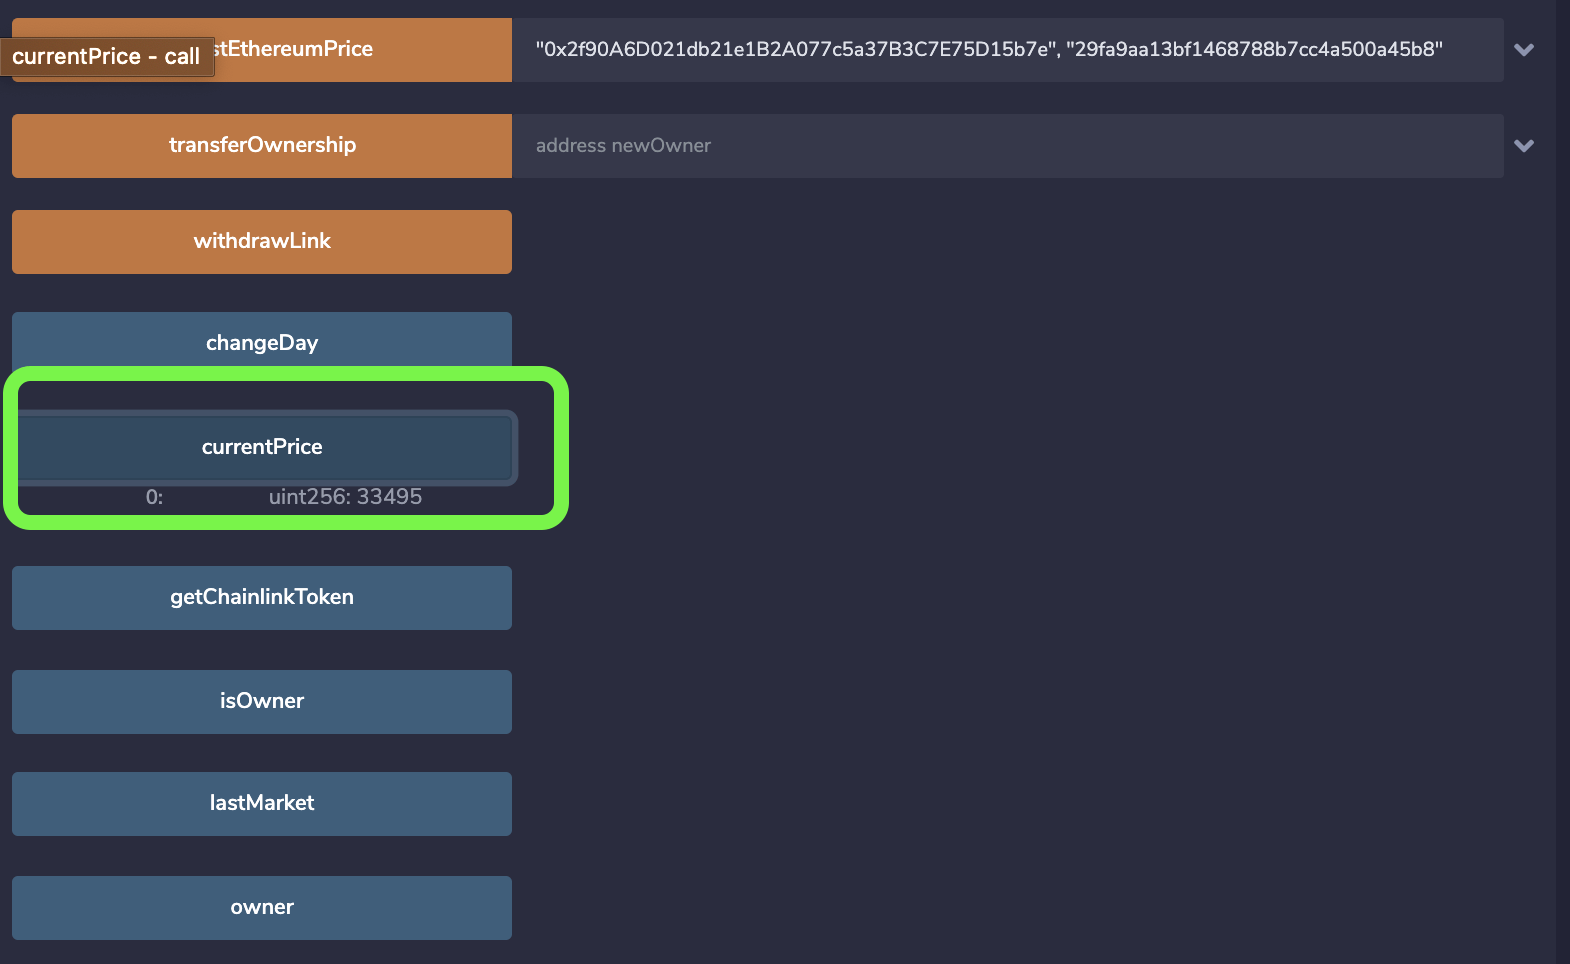 stEthereumPrice "0x2f90A6D021db21e1B2A077c5a37B3C7E75D15b7e", "29fa9aa13bf1468788b7cc4a500a45b8"
currentPrice - call
transferOwnership address newOwner
withdrawLink
changeDay
currentPrice
0: uint256: 33495
getChainlinkToken
isOwner
lastMarket
owner